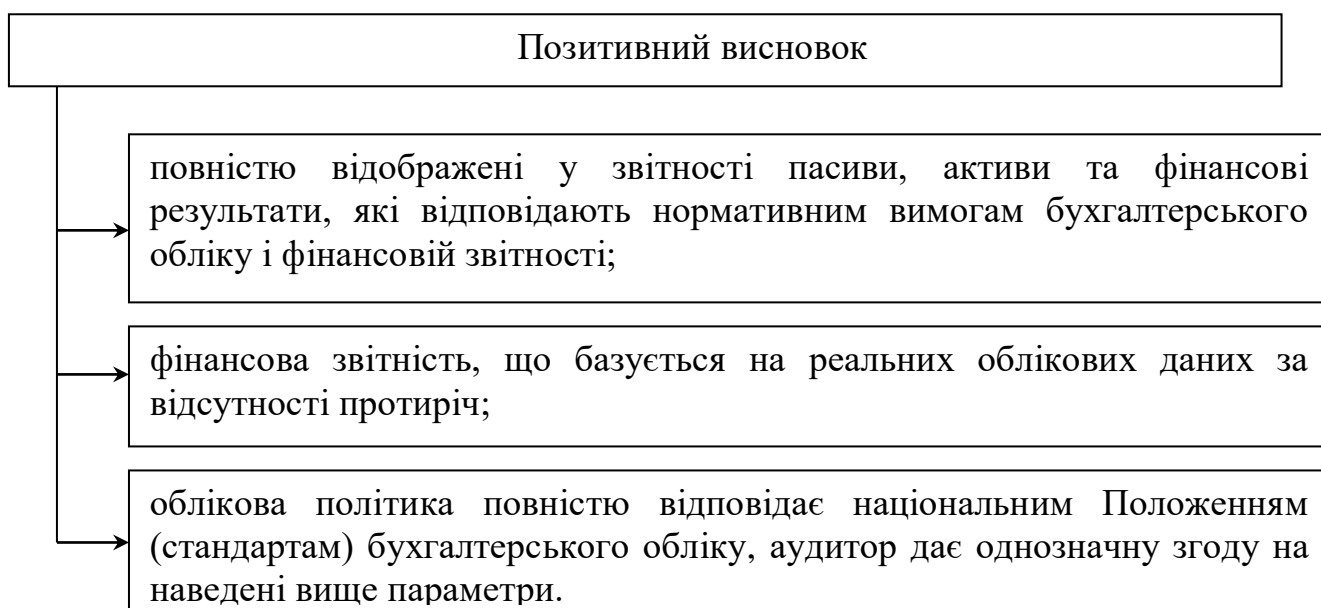 Позитивний висновок
повністю відображені у звітності пасиви, активи та фінансові
результати, які відповідають нормативним вимогам бухгалтерського
обліку і фінансовій звітності;
фінансова звітність, що базується на реальних облікових даних за
відсутності протиріч;
облікова політика повністю відповідає національним Положенням
(стандартам) бухгалтерського обліку, аудитор дає однозначну згоду на
наведені вище параметри.